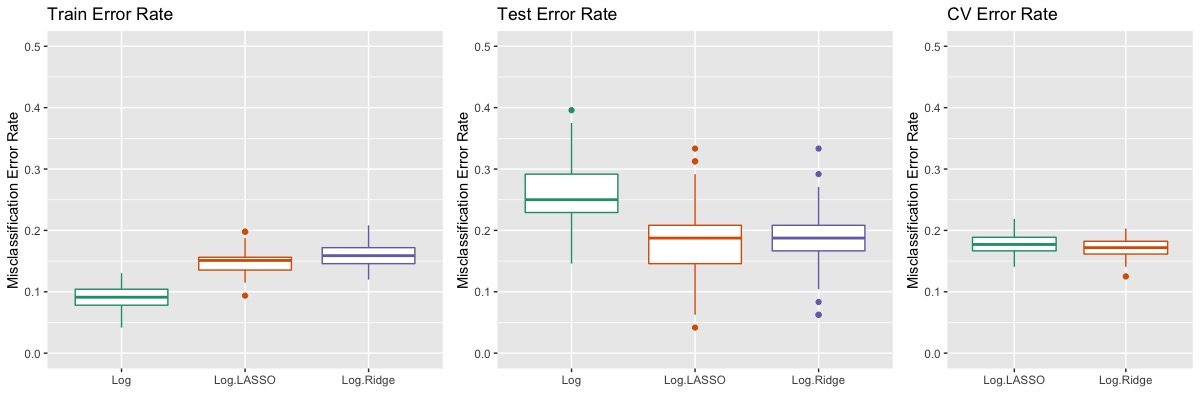 Train Error Rate
Misclassification Error Rate
0.5
0.4
0.3
0.2
0.1
0.0
Log
Log.LASSO
Log.Ridge
Test Error Rate
Misclassification Error Rate
0.5
0.4
0.3
0.2
0.1
0.0
Log
Log.LASSO
Log.Ridge
CV Error Rate
Misclassification Error Rate
0.5
0.4
0.3
0.2
0.1
0.0
Log.LASSO
Log.Ridge